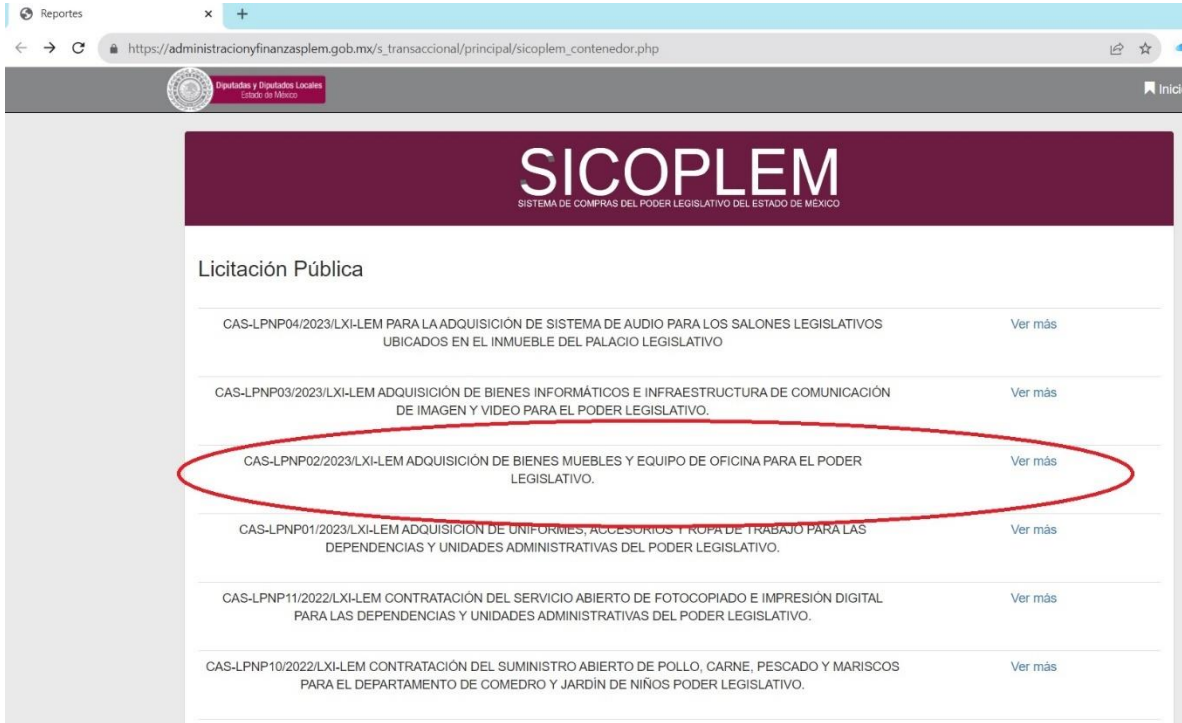 Reportes
https://administracionyfinanzasplem.gob.mx/s_transaccional/principal/sicoplem_contenedor.php
Diputadas y Diputados Locales
Estado de México
Inici
SICOPLEM
SISTEMA DE COMPRAS DEL PODER LEGISLATIVO DEL ESTADO DE MÉXICO
Licitación Pública
CAS-LPNP04/2023/LXI-LEM PARA LA ADQUISICIÓN DE SISTEMA DE AUDIO PARA LOS SALONES LEGISLATIVOS Ver más
UBICADOS EN EL INMUEBLE DEL PALACIO LEGISLATIVO
CAS-LPNP03/2023/LXI-LEM ADQUISICIÓN DE BIENES INFORMÁTICOS E INFRAESTRUCTURA DE COMUNICACIÓN Ver más
DE IMAGEN Y VIDEO PARA EL PODER LEGISLATIVO.
CAS-LPNP02/2023/LXI-LEM ADQUISICIÓN DE BIENES MUEBLES Y EQUIPO DE OFICINA PARA EL PODER Ver más
LEGISLATIVO.
CAS-LPNP01/2023/LXI-LEM ADQUISICIÓN DE UNIFORMES, ACCESORIOS Y ROPA DE TRABAJO PARA LAS Ver más
DEPENDENCIAS Y UNIDADES ADMINISTRATIVAS DEL PODER LEGISLATIVO.
CAS-LPNP11/2022/LXI-LEM CONTRATACIÓN DEL SERVICIO ABIERTO DE FOTOCOPIADO E IMPRESIÓN DIGITAL Ver más
PARA LAS DEPENDENCIAS Y UNIDADES ADMINISTRATIVAS DEL PODER LEGISLATIVO.
CAS-LPNP10/2022/LXI-LEM CONTRATACIÓN DEL SUMINISTRO ABIERTO DE POLLO, CARNE, PESCADO Y MARISCOS Ver más
PARA EL DEPARTAMENTO DE COMEDRO Y JARDÍN DE NIÑOS PODER LEGISLATIVO.